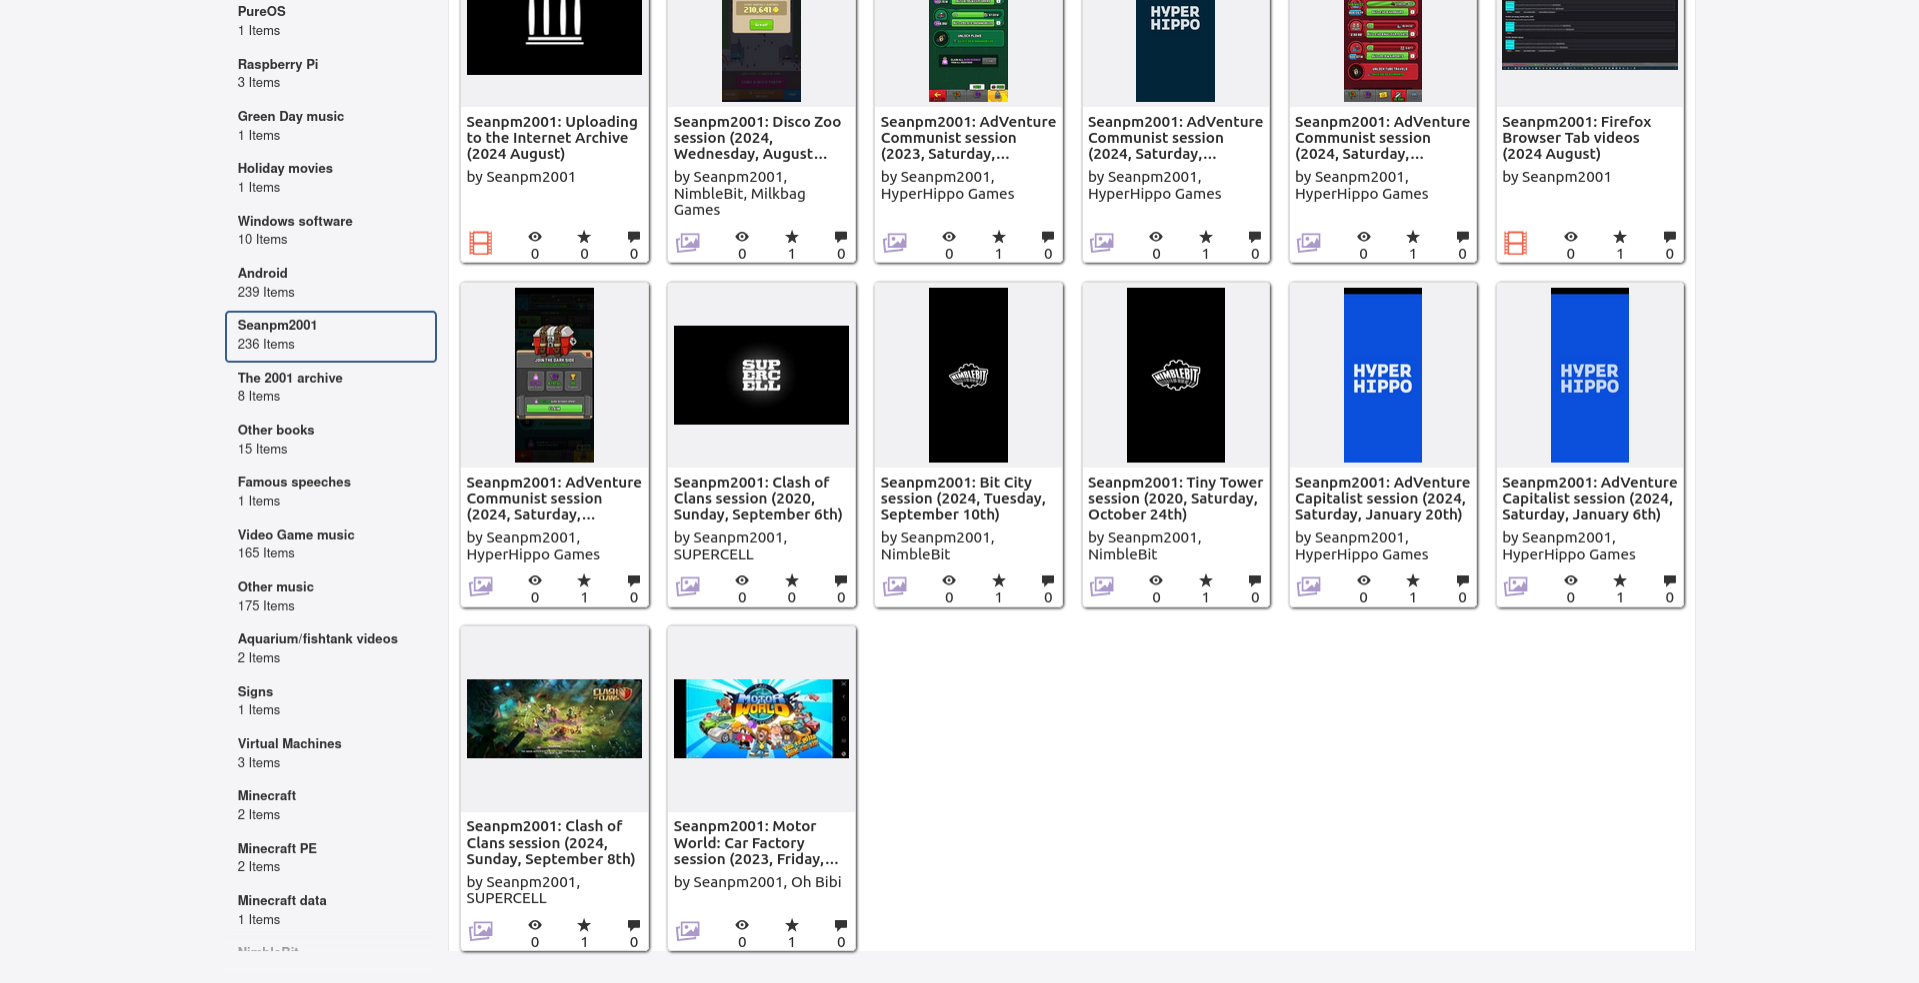 PureOS
1 Items
Raspberry Pi
3 Items
Green Day music
1 Items
Holiday movies
1 Items
Windows software
10 Items
Android
239 Items
Seanpm2001
236 Items
The 2001 archive
8 Items
Other books
15 Items
Famous speeches
1 Items
Video Game music
165 Items
Other music
175 Items
Aquarium/fishtank videos
2 Items
Signs
1 Items
Virtual Machines
3 Items
Minecraft
2 Items
Minecraft PE
2 Items
Minecraft data
1 Items
Seanpm2001: Uploading
to the Internet Archive
(2024 August)
by Seanpm2001
0 0 0
210,641
Seanpm2001: Disco Zoo
session (2024,
Wednesday, August...
by Seanpm2001,
NimbleBit, Milkbag
Games
0 1 0
Seanpm2001: AdVenture
Communist session
(2023, Saturday,...
by Seanpm2001,
HyperHippo Games
0 1 0
HYPER
HIPPO
Seanpm2001: AdVenture
Communist session
(2024, Saturday,...
by Seanpm2001,
HyperHippo Games
0 1 0
Seanpm2001: AdVenture
Communist session
(2024, Saturday,...
by Seanpm2001,
HyperHippo Games
0 1 0
Seanpm2001: Firefox
Browser Tab videos
(2024 August)
by Seanpm2001
0 1 0
JOIN THE DARK SIDE
Seanpm2001: AdVenture
Communist session
(2024, Saturday,...
by Seanpm2001,
HyperHippo Games
0 1 0
SUP
ERC
ELL
Seanpm2001: Clash of
Clans session (2020,
Sunday, September 6th)
by Seanpm2001,
SUPERCELL
0 0 0
NIMBLEBIT
Seanpm2001: Bit City
session (2024, Tuesday,
September 10th)
by Seanpm2001,
NimbleBit
0 1 0
NIMBLEBIT
Seanpm2001: Tiny Tower
session (2020, Saturday,
October 24th)
by Seanpm2001,
NimbleBit
0 1 0
HYPER
HIPPO
Seanpm2001: AdVenture
Capitalist session (2024,
Saturday, January 20th)
by Seanpm2001,
HyperHippo Games
0 1 0
HYPER
HIPPO
Seanpm2001: AdVenture
Capitalist session (2024,
Saturday, January 6th)
by Seanpm2001,
HyperHippo Games
0 1 0
CLASH
OF CLANS
Seanpm2001: Clash of
Clans session (2024,
Sunday, September 8th)
by Seanpm2001,
SUPERCELL
0 1 0
MOTOR
WORLD
Seanpm2001: Motor
World: Car Factory
session (2023, Friday,...
by Seanpm2001, Oh Bibi
0 1 0